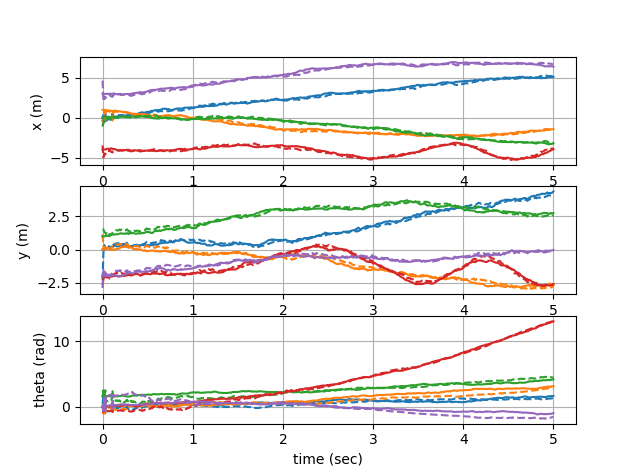 x (m)
5
0
−5
0 1 2 3 4 5
y (m)
2.5
0.0
−2.5
0 1 2 3 4 5
theta (rad)
10
0
0 1 2 3 4 5
time (sec)